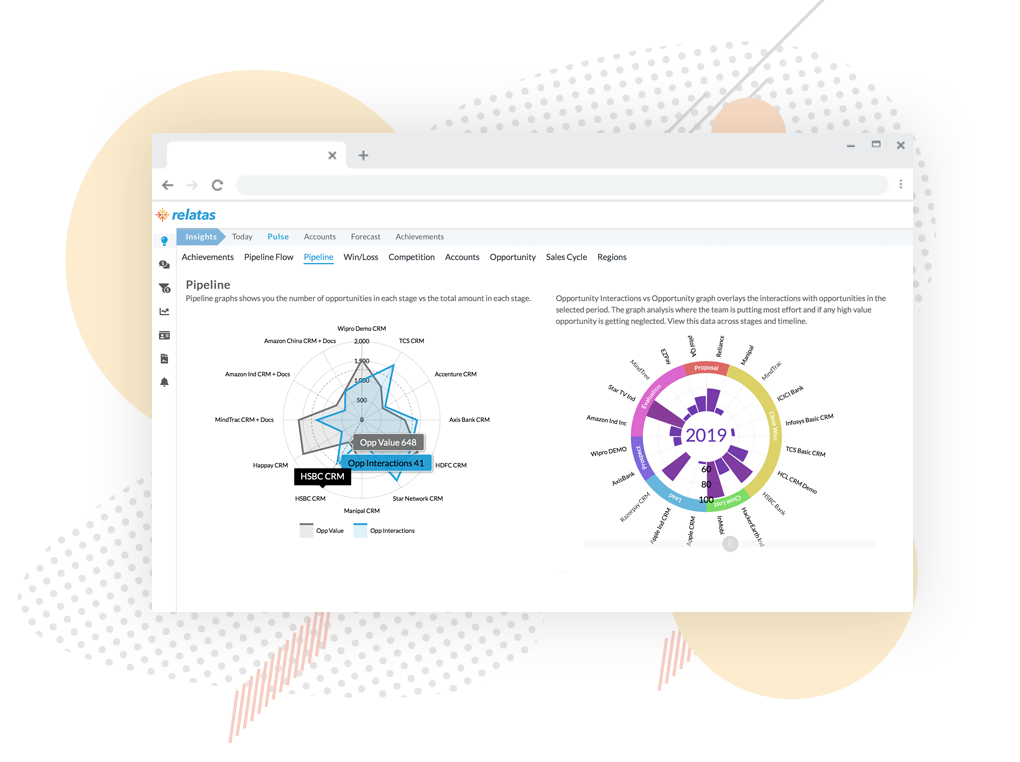 relatas
Insights Today Pulse Accounts Forecast Achievements
Achievements Pipeline Flow Pipeline Win/Loss Competition Accounts Opportunity Sales Cycle Regions
Pipeline
Pipeline graphs shows you the number of opportunities in each stage vs the total amount in each stage.
Wipro Demo CRM
TCS CRM
Accenture CRM
Axis Bank CRM
HDFC CRM
Star Network CRM
Manipal CRM
HSBC CRM
Happay CRM
MindTrac CRM + Docs
Amazon Ind CRM + Docs
Amazon China CRM + Docs
2,000
1,500
1,000
500
0
Opp Value 648
Opp Interactions 41
HSBC CRM
Opp Value Opp Interactions
Opportunity Interactions vs Opportunity graph overlays the interactions with opportunities in the
selected period. The graph analysis where the team is putting most effort and if any high value
opportunity is getting neglected. View this data across stages and timeline.
Reliance
Manipal
MindTrac
ICICI Bank
Infosys Basic CRM
TCS Basic CRM
HCL CRM Demo
HSBC Bank
HackerEarth Ind
InMobi
Apple CRM
Apple Ind CRM
Razorpay CRM
AxisBank
Wipro DEMO
Amazon Ind Inc
Star TV Ind
MindTree
EZPay
pitol QA
Proposal
Close Won
Close Lost
Lead
Prospect
Evaluation
2019
60
80
100